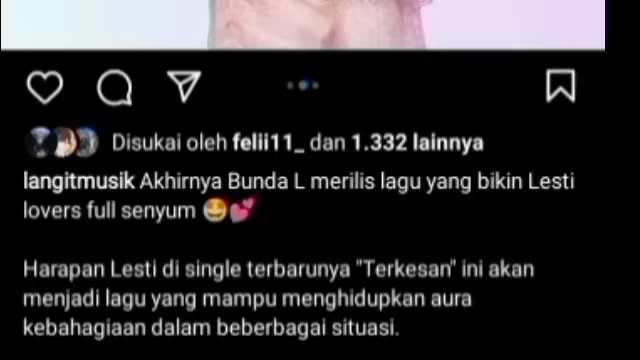 Disukai oleh felii11_ dan 1.332 lainnya
langitmusik Akhirnya Bunda L merilis lagu yang bikin Lesti
lovers full senyum 🤩💕
Harapan Lesti di single terbarunya "Terkesan" ini akan
menjadi lagu yang mampu menghidupkan aura
kebahagiaan dalam beberbagai situasi.